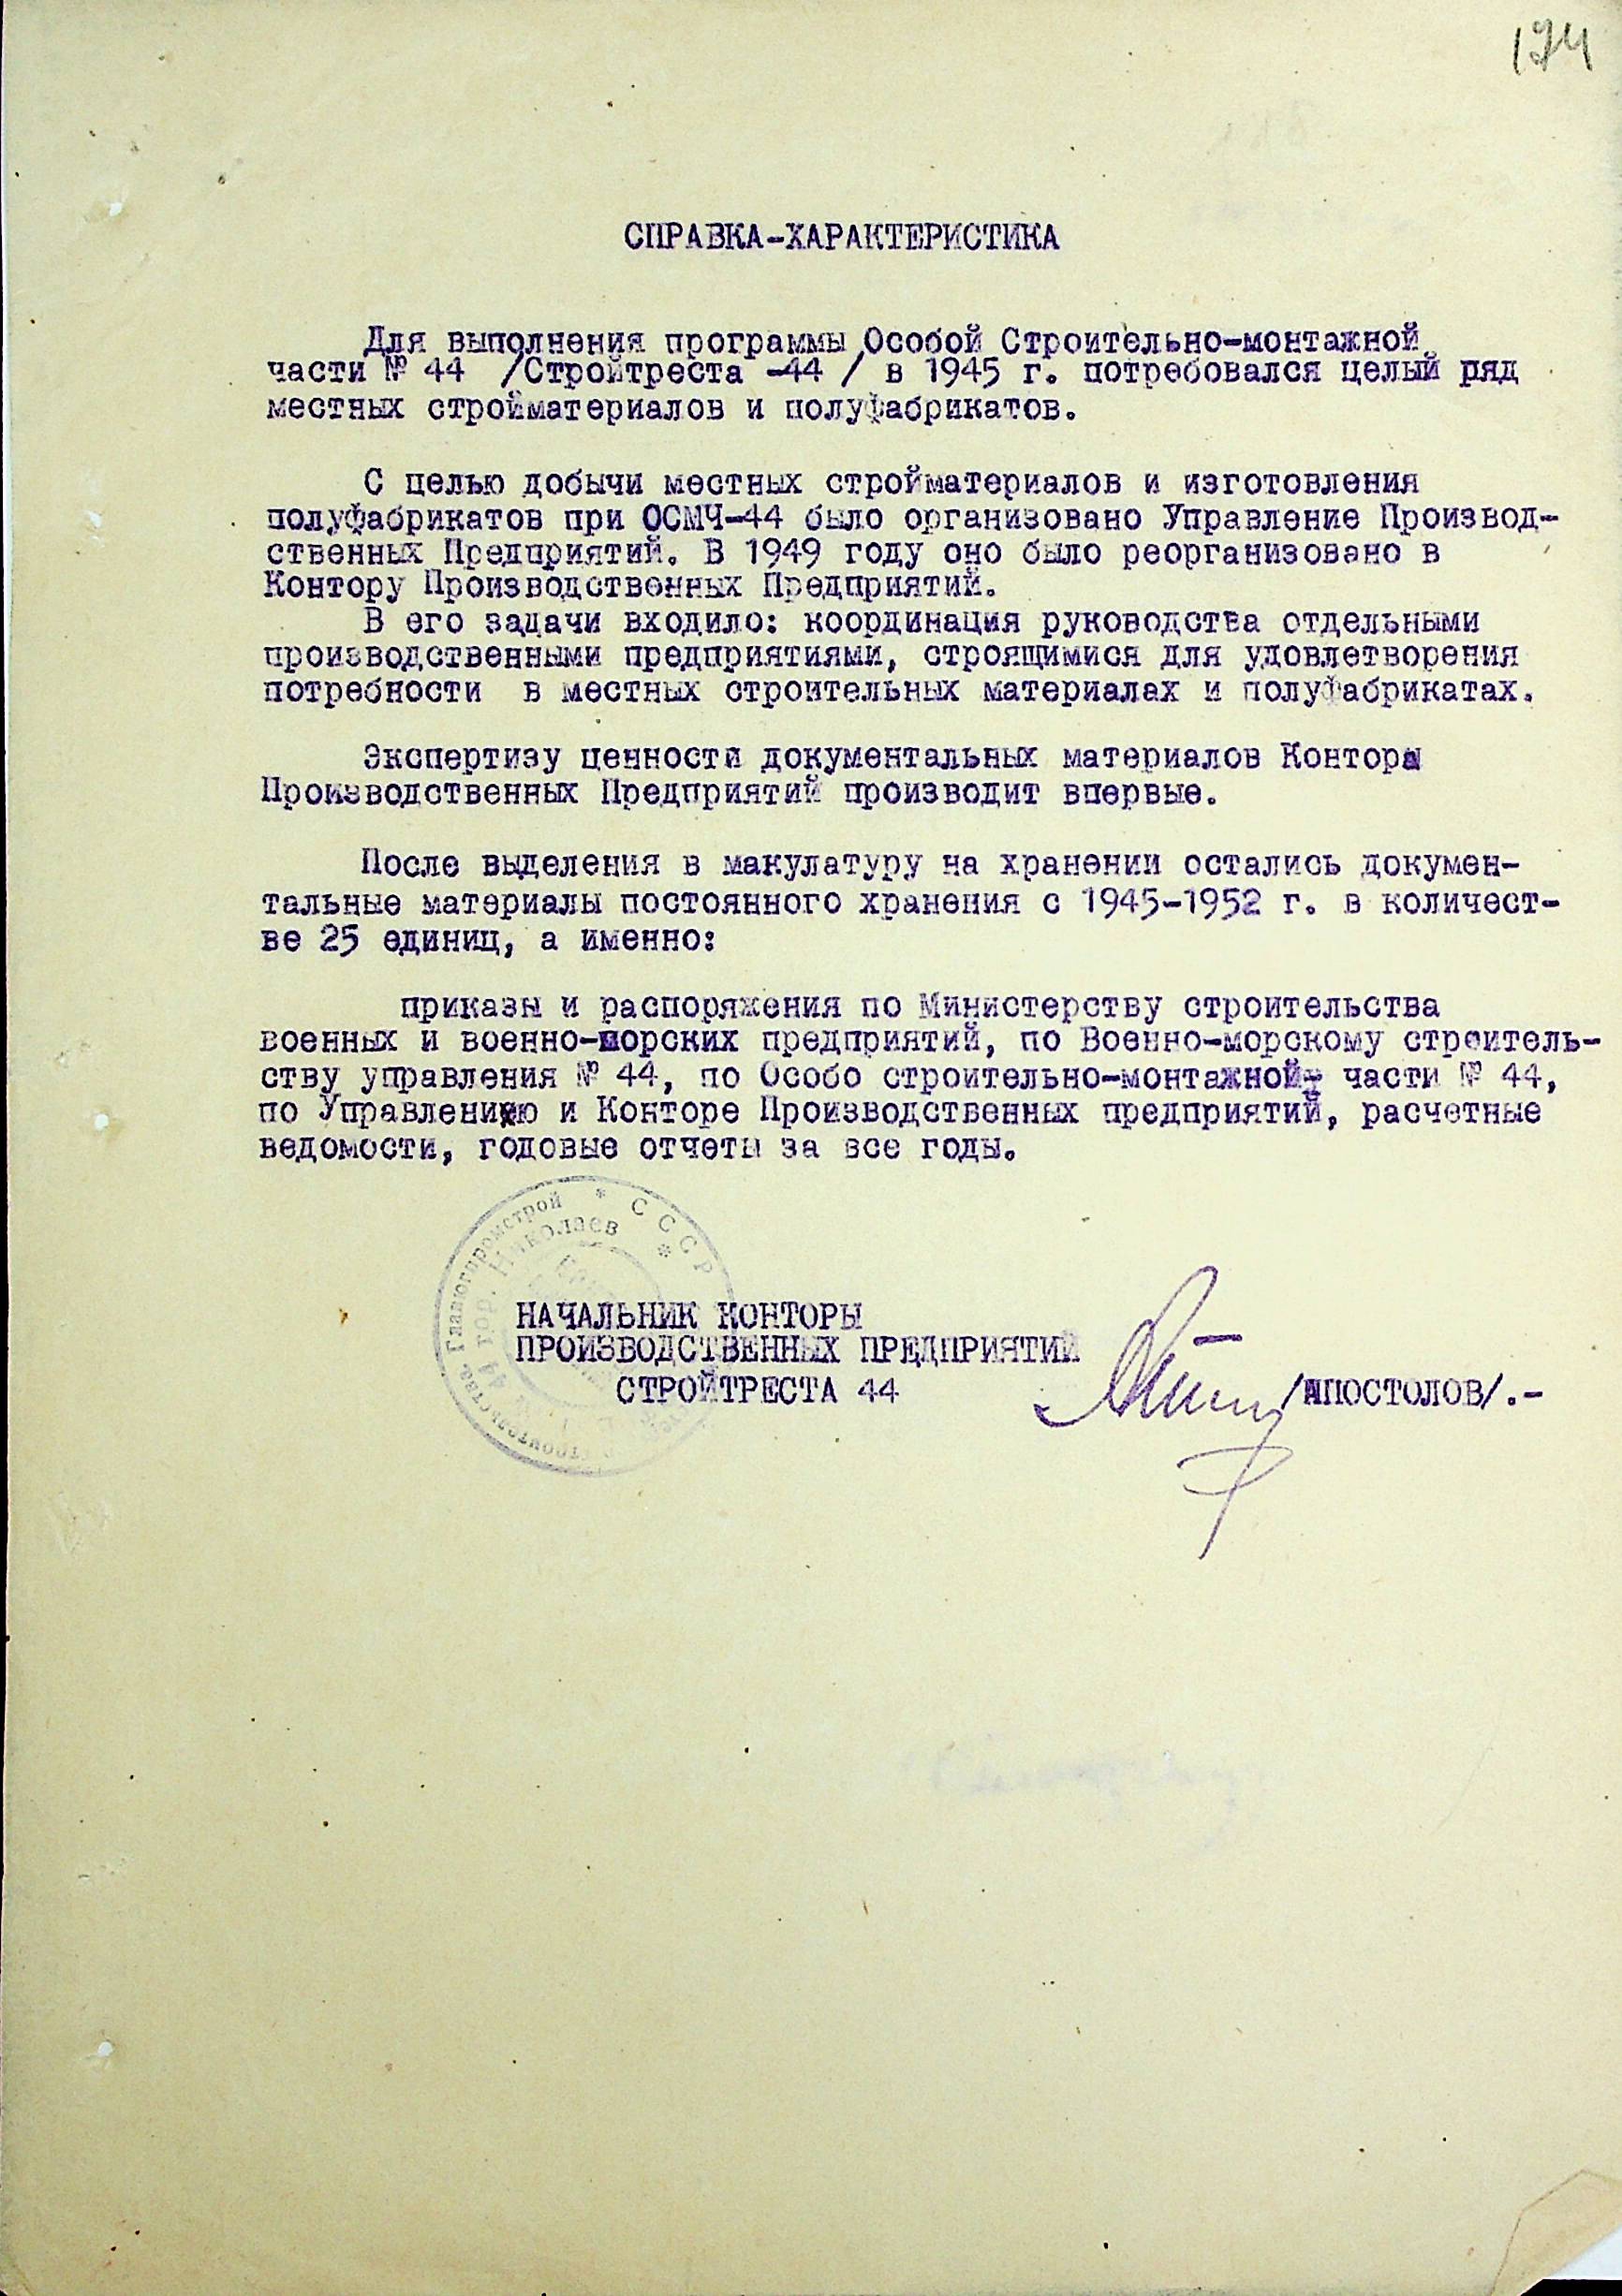 194
СПРАВКА-ХАРАКТЕРИСТИКА
Для выполнения программы Особой Строительно-монтажной
части № 44 /Стройтреста -44 / в 1945 г. потребовался целый ряд
местных стройматериалов и полуфабрикатов.
С целью добычи местных стройматериалов и изготовления
полуфабрикатов при ОСМЧ-44 было организовано Управление Производ-
ственных Предприятий. В 1949 году оно было реорганизовано в
Контору Производственных Предприятий.
В его задачи входило: координация руководства отдельными
производственными предприятиями, строящимися для удовлетворения
потребности в местных строительных материалах и полуфабрикатах.
Экспертизу ценности документальных материалов Контора
Производственных Предприятий производит впервые.
После выделения в макулатуру на хранении остались докумен-
тальные материалы постоянного хранения с 1945-1952 г. в количест-
ве 25 единиц, а именно:
приказы и распоряжения по Министерству строительства
военных и военно-морских предприятий, по Военно-морскому строитель-
ству управления № 44, по Особо строительно-монтажной части № 44,
по Управлению и Конторе Производственных предприятий, расчетные
ведомости, годовые отчеты за все годы.
Главюгпромстрой * СССР *
44 гор. Николаев
НАЧАЛЬНИК КОНТОРЫ
ПРОИЗВОДСТВЕННЫХ ПРЕДПРИЯТИЙ
СТРОЙТРЕСТА 44 /АПОСТОЛОВ/.-